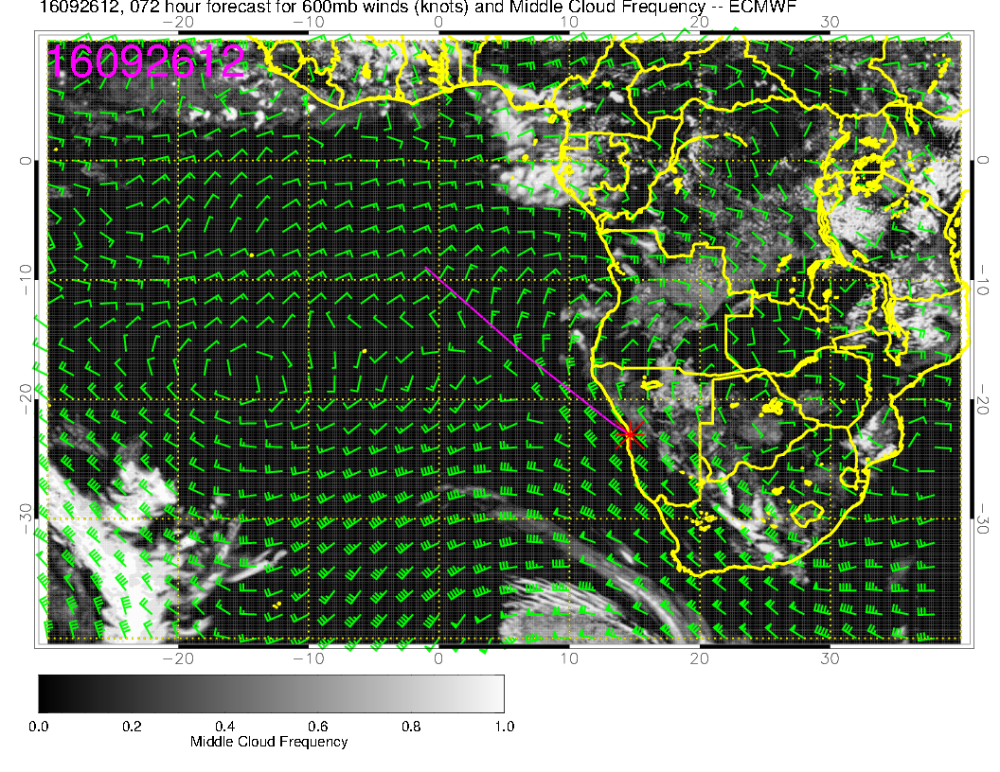 16092612, 072 hour forecast for 600mb winds (knots) and Middle Cloud Frequency -- ECMWF
−20 −10 0 10 20 30
16092612
0 0
−10 −10
−20 −20
−30 −30
−20 −10 0 10 20 30
0.0 0.2 0.4 0.6 0.8 1.0
Middle Cloud Frequency